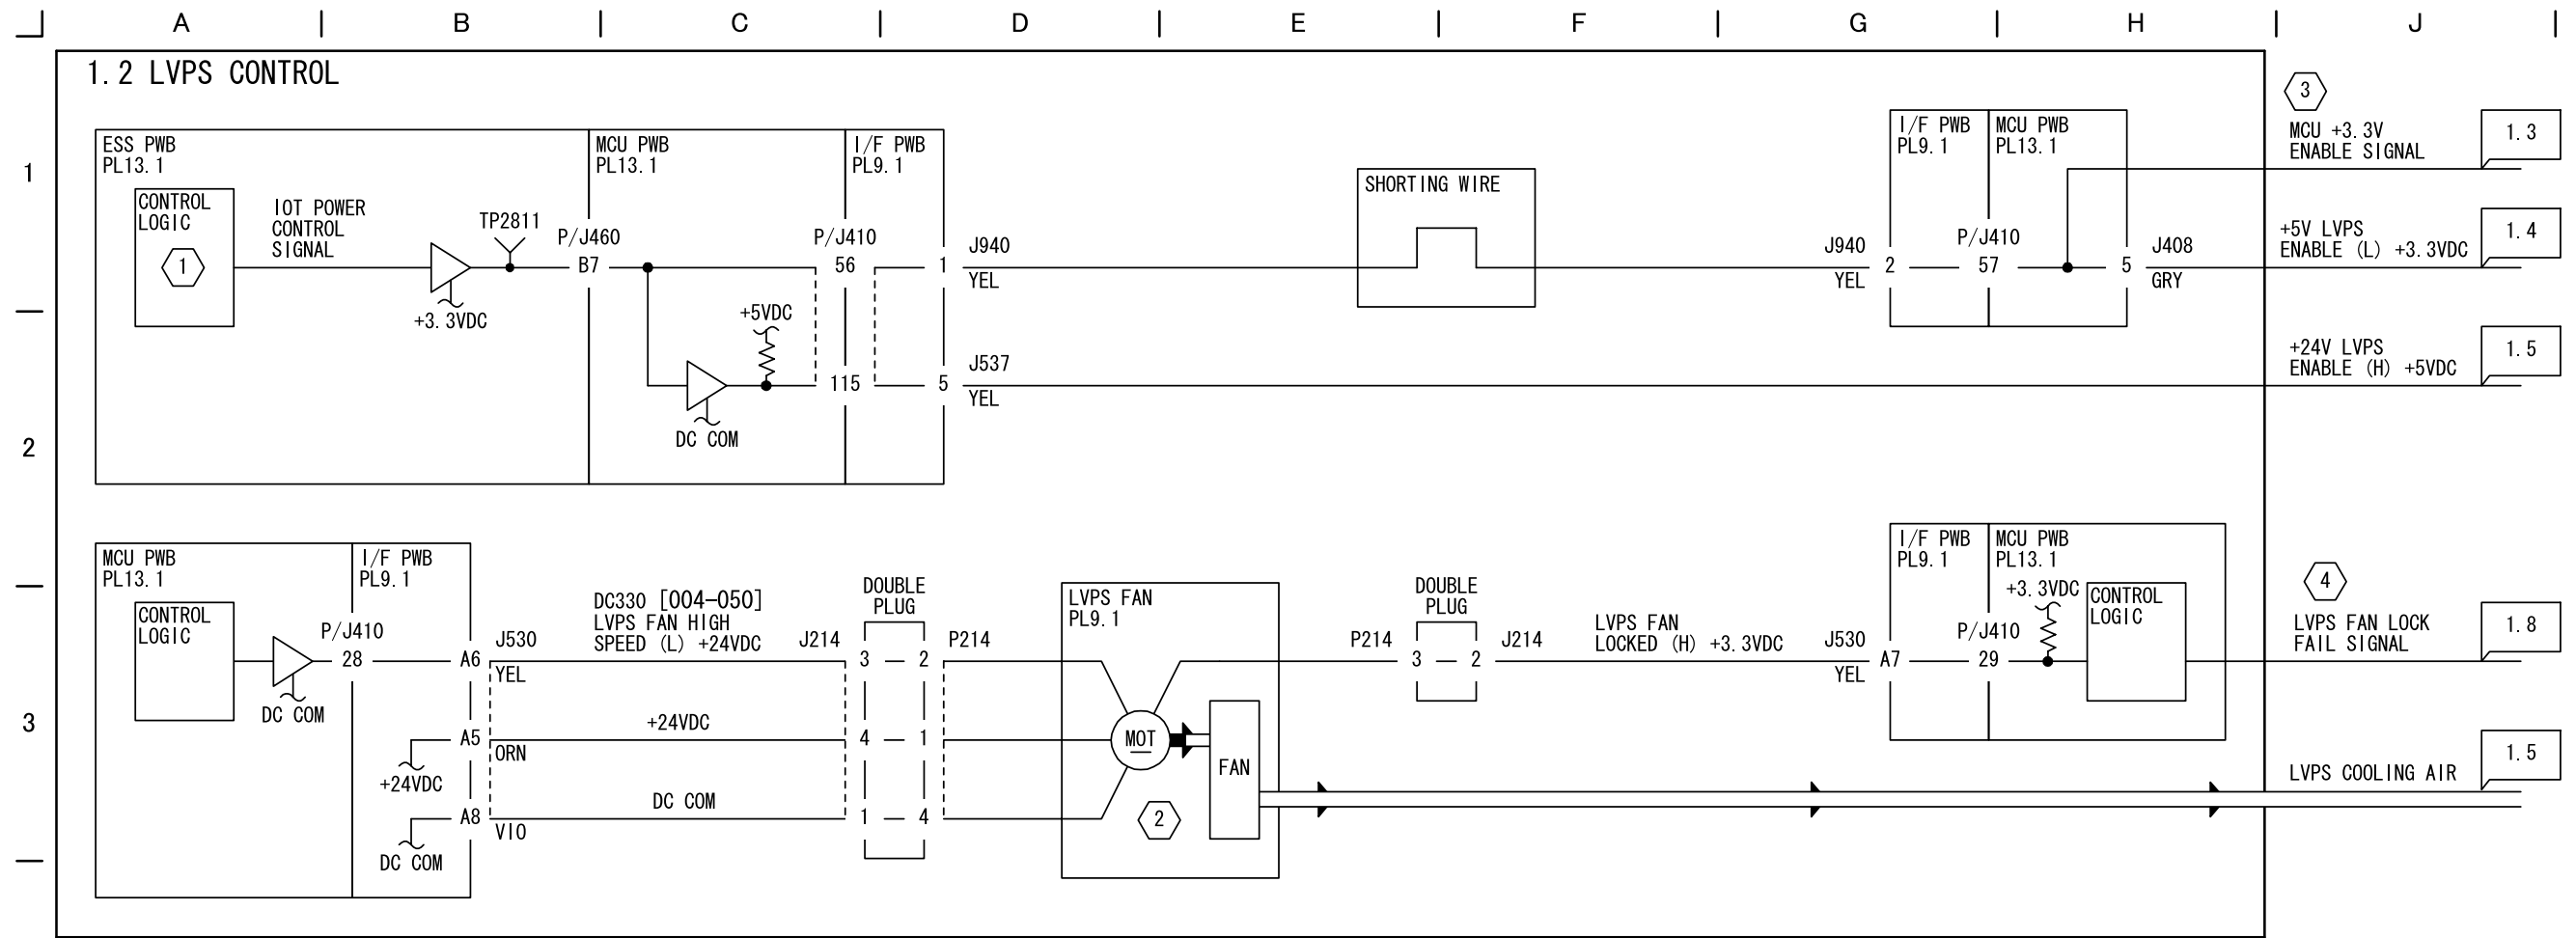 A B C D E F G H J
1.2 LVPS CONTROL
1
2
3
ESS PWB
PL13.1
CONTROL
LOGIC
1
IOT POWER
CONTROL
SIGNAL
+3.3VDC
TP2811
P/J460
B7
MCU PWB
PL13.1
+5VDC
DC COM
P/J410
56
115
I/F PWB
PL9.1
1
J940
YEL
5
J537
YEL
SHORTING WIRE
J940
YEL
2
I/F PWB
PL9.1
P/J410
57
MCU PWB
PL13.1
5
J408
GRY
3
MCU +3.3V
ENABLE SIGNAL
1.3
+5V LVPS
ENABLE (L) +3.3VDC
1.4
+24V LVPS
ENABLE (H) +5VDC
1.5
MCU PWB
PL13.1
CONTROL
LOGIC
DC COM
P/J410
28
I/F PWB
PL9.1
A6
J530
YEL
+24VDC
A5
ORN
DC COM
A8
VIO
DC330 [004-050]
LVPS FAN HIGH
SPEED (L) +24VDC
+24VDC
DC COM
DOUBLE
PLUG
J214
3 2
4 1
1 4
P214
LVPS FAN
PL9.1
MOT
2
FAN
DOUBLE
PLUG
P214
3 2
J214
LVPS FAN
LOCKED (H) +3.3VDC
J530
YEL
A7
I/F PWB
PL9.1
P/J410
29
MCU PWB
PL13.1
+3.3VDC
CONTROL
LOGIC
4
LVPS FAN LOCK
FAIL SIGNAL
1.8
LVPS COOLING AIR
1.5